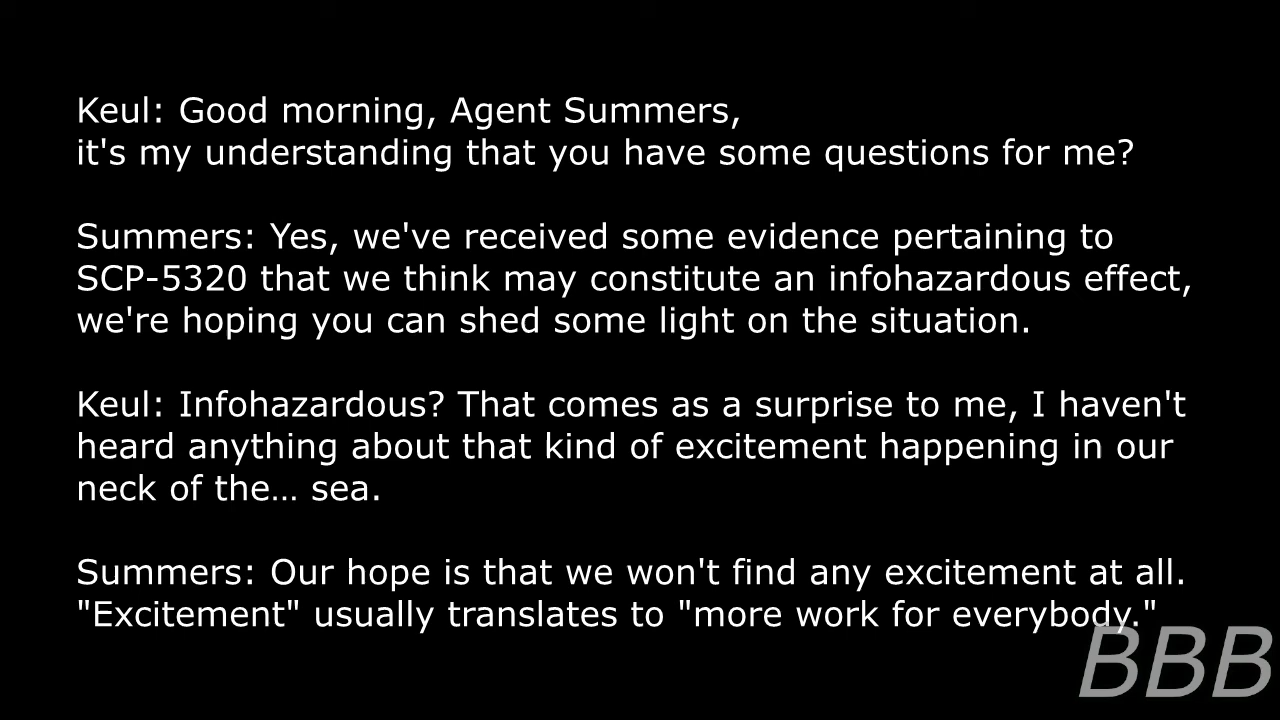 Keul: Good morning, Agent Summers,
it's my understanding that you have some questions for me?
Summers: Yes, we've received some evidence pertaining to
SCP-5320 that we think may constitute an infohazardous effect,
we're hoping you can shed some light on the situation.
Keul: Infohazardous? That comes as a surprise to me, I haven't
heard anything about that kind of excitement happening in our
neck of the… sea.
Summers: Our hope is that we won't find any excitement at all.
"Excitement" usually translates to "more work for everybody."
BBB